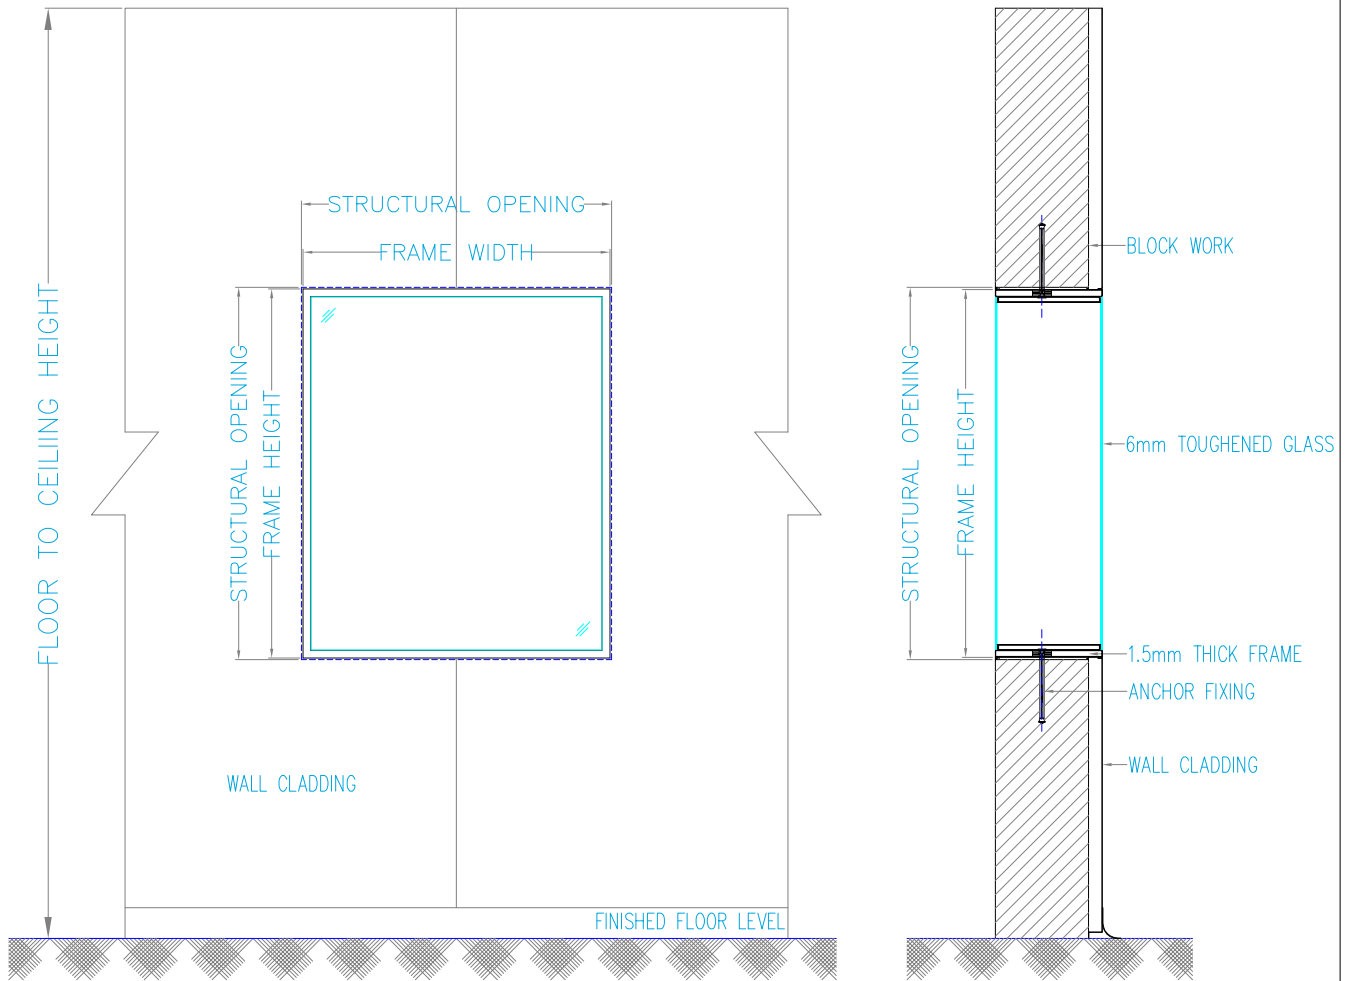 STRUCTURAL OPENING
FRAME WIDTH
FLOOR TO CEILIING HEIGHT
STRUCTURAL OPENING
FRAME HEIGHT
WALL CLADDING
FINISHED FLOOR LEVEL
STRUCTURAL OPENING
FRAME HEIGHT
BLOCK WORK
6mm TOUGHENED GLASS
1.5mm THICK FRAME
ANCHOR FIXING
WALL CLADDING